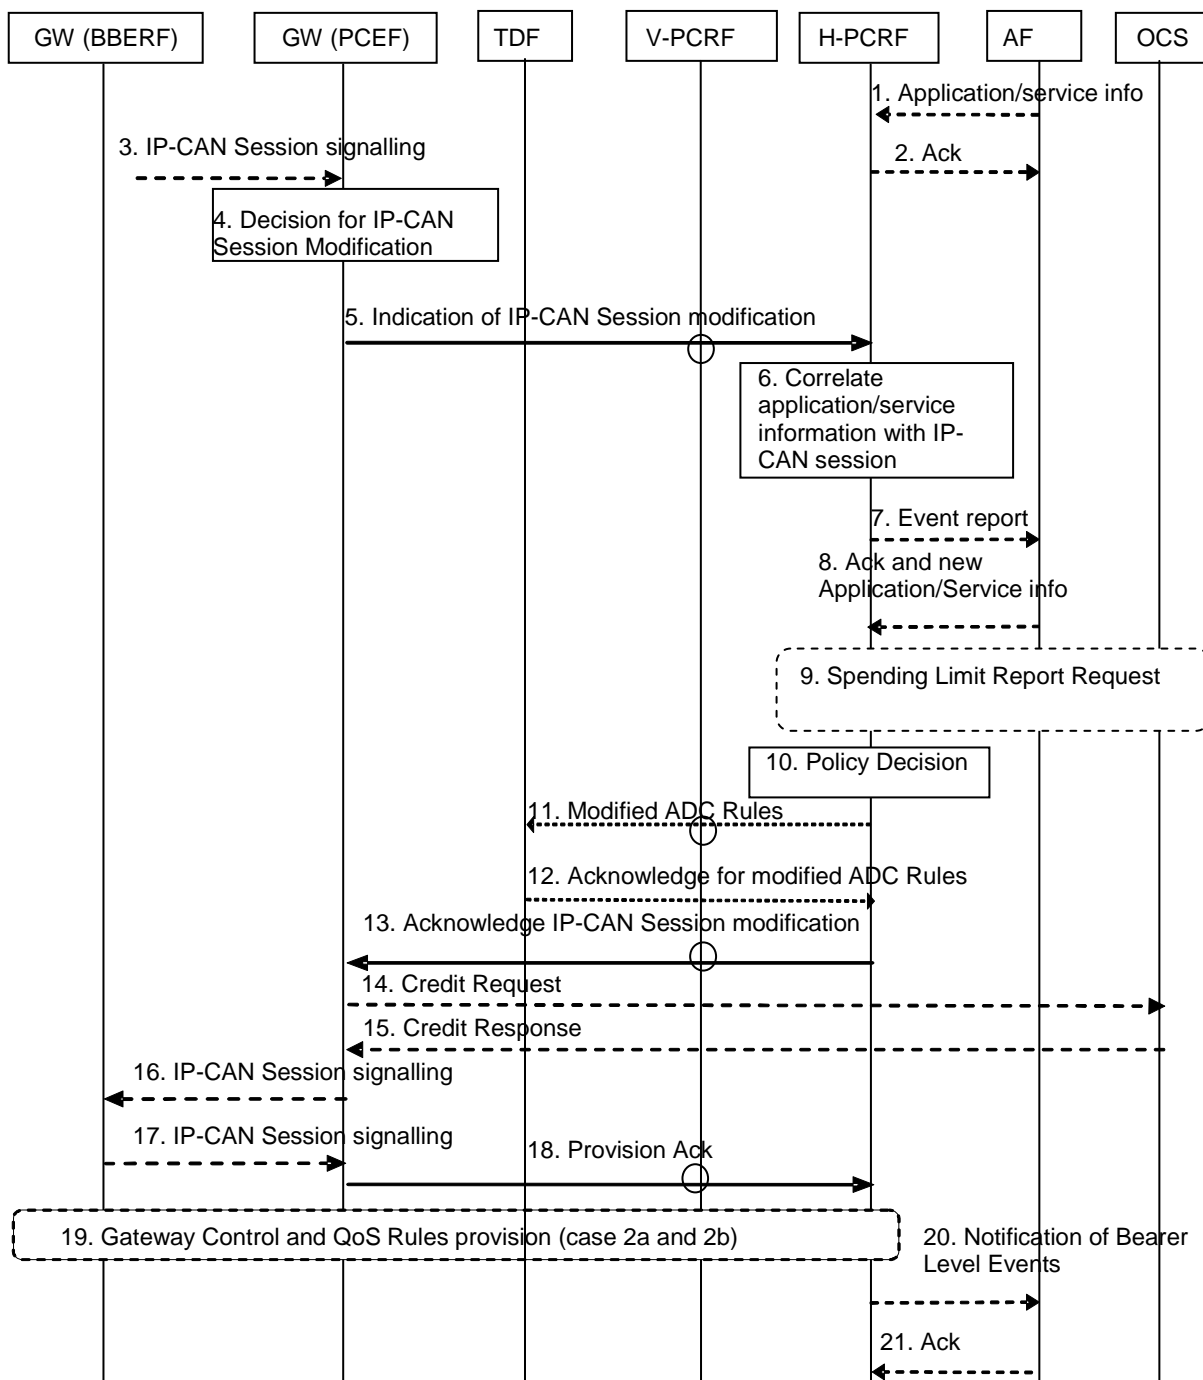 GW (BBERF)
GW (PCEF)
TDF
V-PCRF
H-PCRF
AF
OCS
1. Application/service info
2. Ack
3. IP-CAN Session signalling
4. Decision for IP-CAN
Session Modification
5. Indication of IP-CAN Session modification
6. Correlate
application/service
information with IP-
CAN session
7. Event report
8. Ack and new
Application/Service info
9. Spending Limit Report Request
10. Policy Decision
11. Modified ADC Rules
12. Acknowledge for modified ADC Rules
13. Acknowledge IP-CAN Session modification
14. Credit Request
15. Credit Response
16. IP-CAN Session signalling
17. IP-CAN Session signalling
18. Provision Ack
19. Gateway Control and QoS Rules provision (case 2a and 2b)
20. Notification of Bearer
Level Events
21. Ack